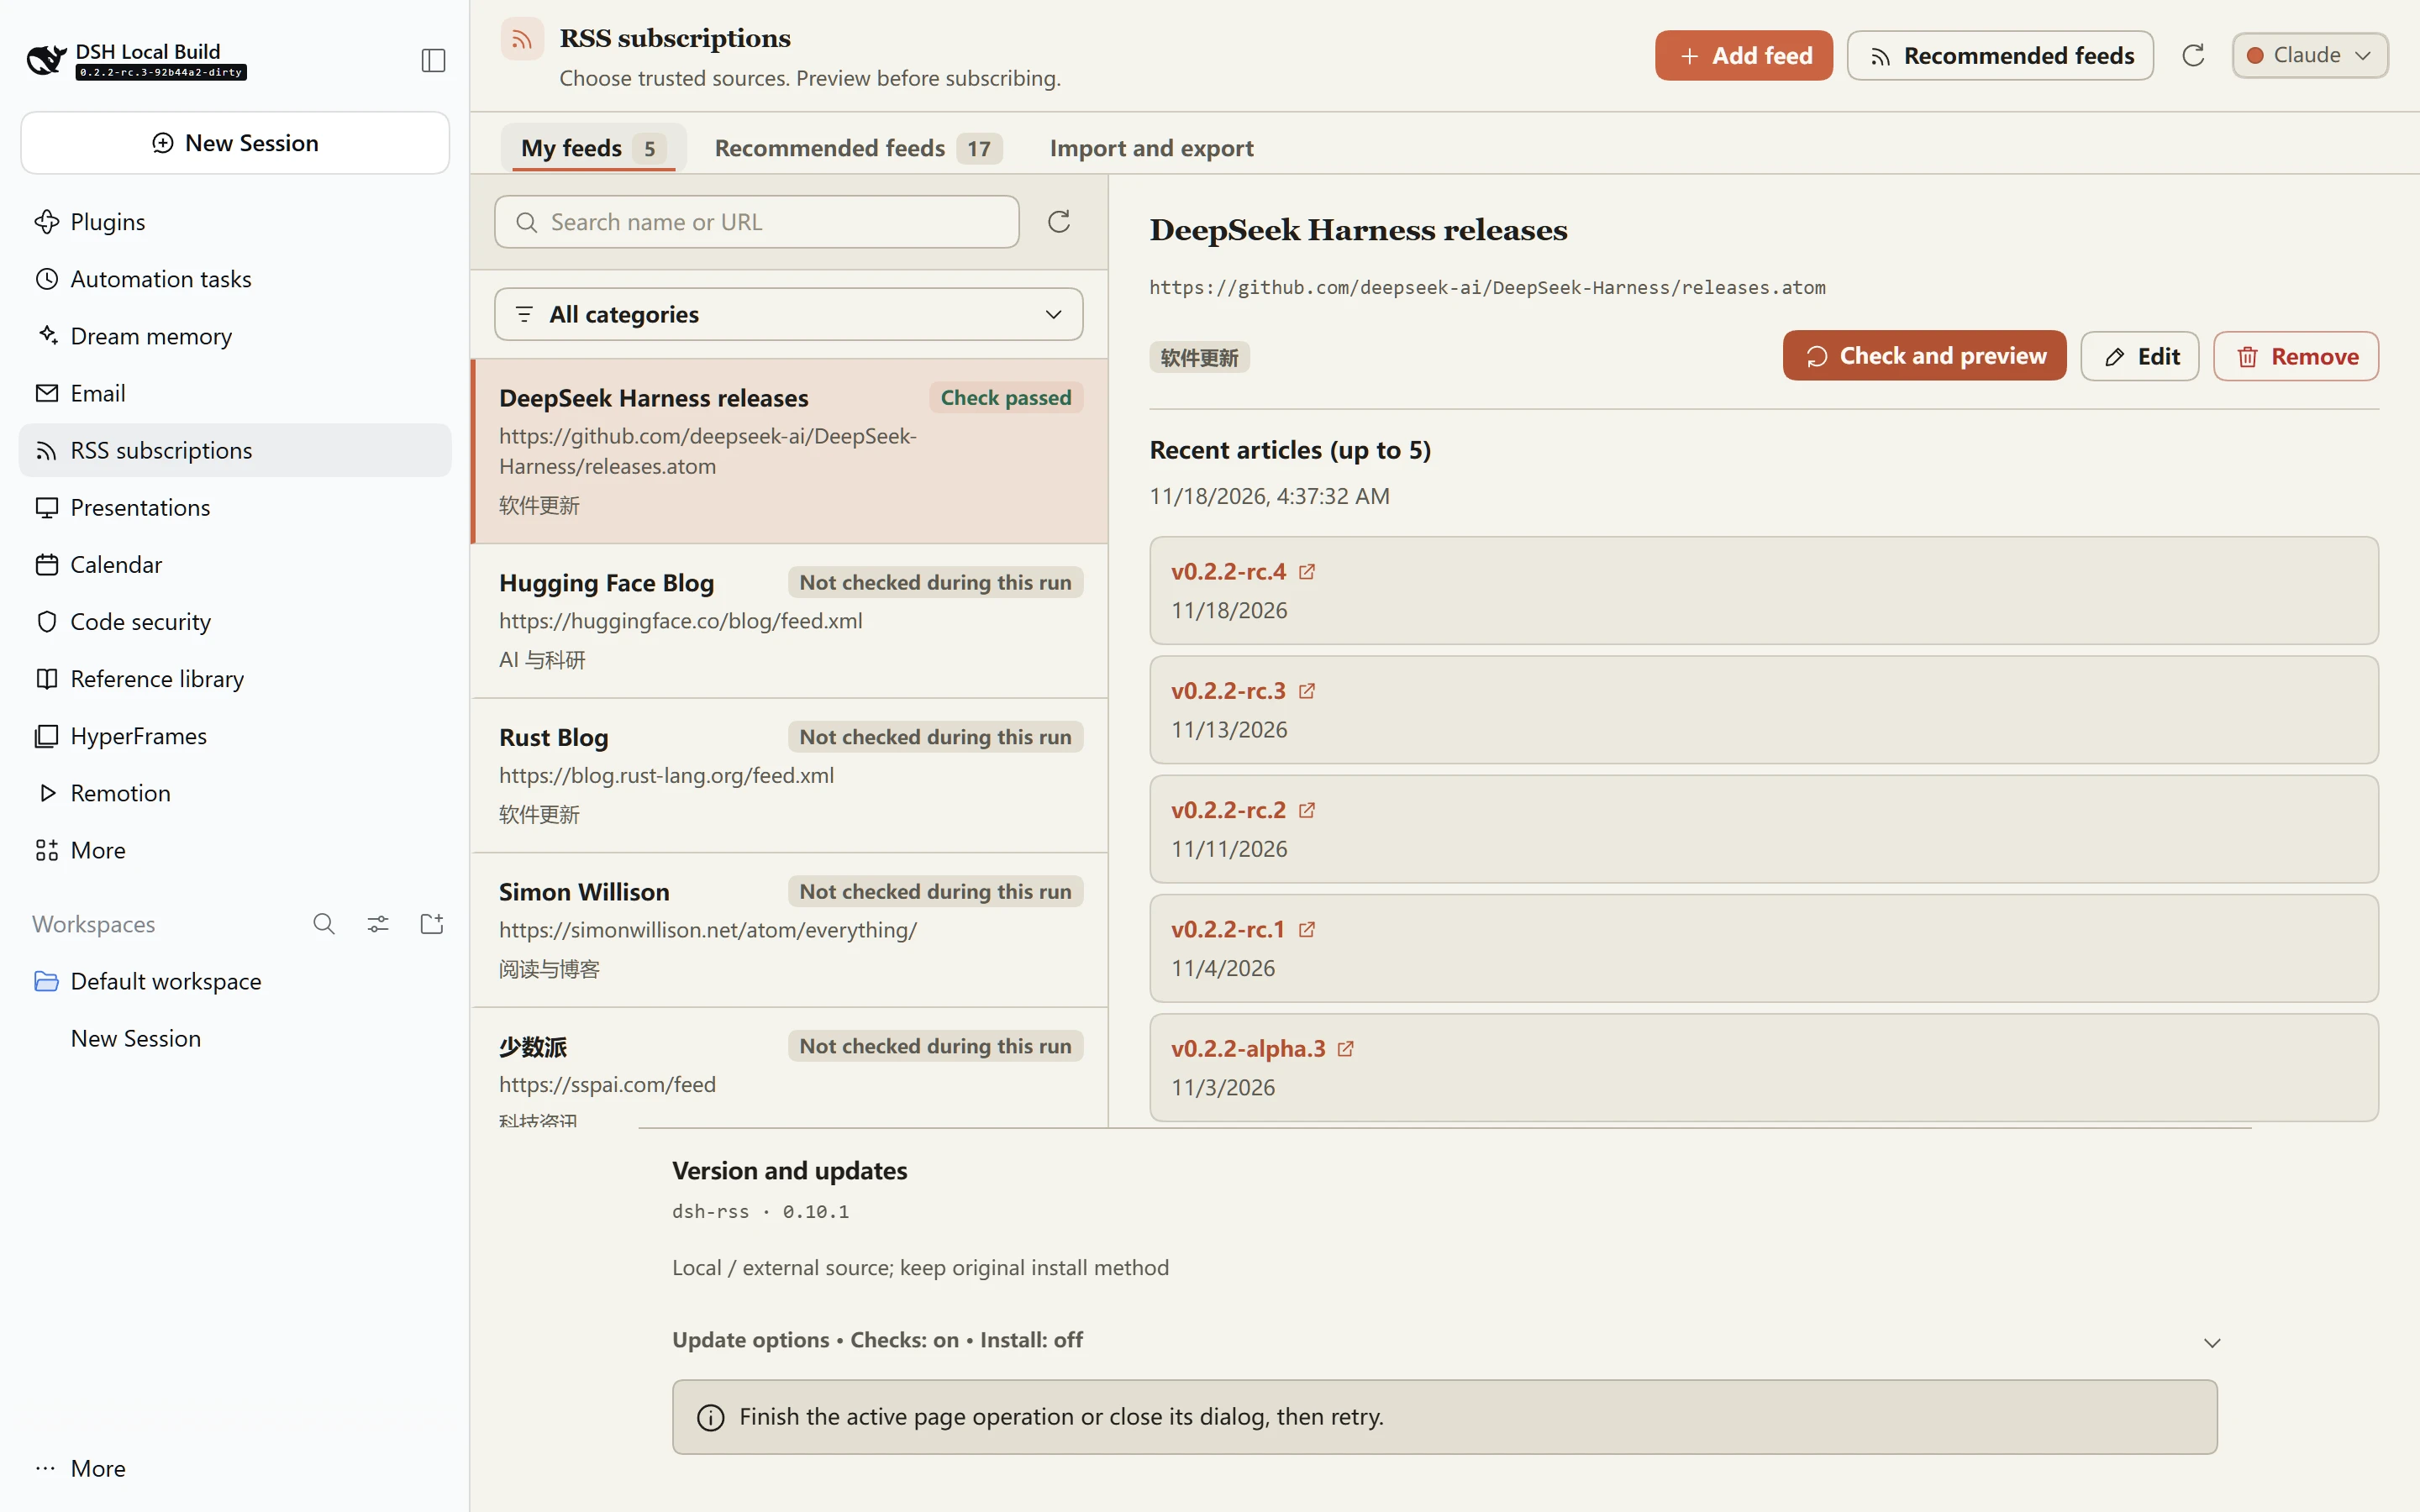 DSH Local Build
0.2.2-rc.3-92b44a2-dirty
New Session
Plugins
Automation tasks
Dream memory
Email
RSS subscriptions
Presentations
Calendar
Code security
Reference library
HyperFrames
Remotion
More
Workspaces
Default workspace
New Session
More
RSS subscriptions
Choose trusted sources. Preview before subscribing.
Add feed
Recommended feeds
Claude
My feeds 5
Recommended feeds 17
Import and export
Search name or URL
All categories
DeepSeek Harness releases
Check passed
https://github.com/deepseek-ai/DeepSeek-
Harness/releases.atom
软件更新
Hugging Face Blog
Not checked during this run
https://huggingface.co/blog/feed.xml
AI 与科研
Rust Blog
Not checked during this run
https://blog.rust-lang.org/feed.xml
软件更新
Simon Willison
Not checked during this run
https://simonwillison.net/atom/everything/
阅读与博客
少数派
Not checked during this run
https://sspai.com/feed
科技资讯
DeepSeek Harness releases
https://github.com/deepseek-ai/DeepSeek-Harness/releases.atom
软件更新
Check and preview
Edit
Remove
Recent articles (up to 5)
11/18/2026, 4:37:32 AM
v0.2.2-rc.4
11/18/2026
v0.2.2-rc.3
11/13/2026
v0.2.2-rc.2
11/11/2026
v0.2.2-rc.1
11/4/2026
v0.2.2-alpha.3
11/3/2026
Version and updates
dsh-rss · 0.10.1
Local / external source; keep original install method
Update options • Checks: on • Install: off
Finish the active page operation or close its dialog, then retry.